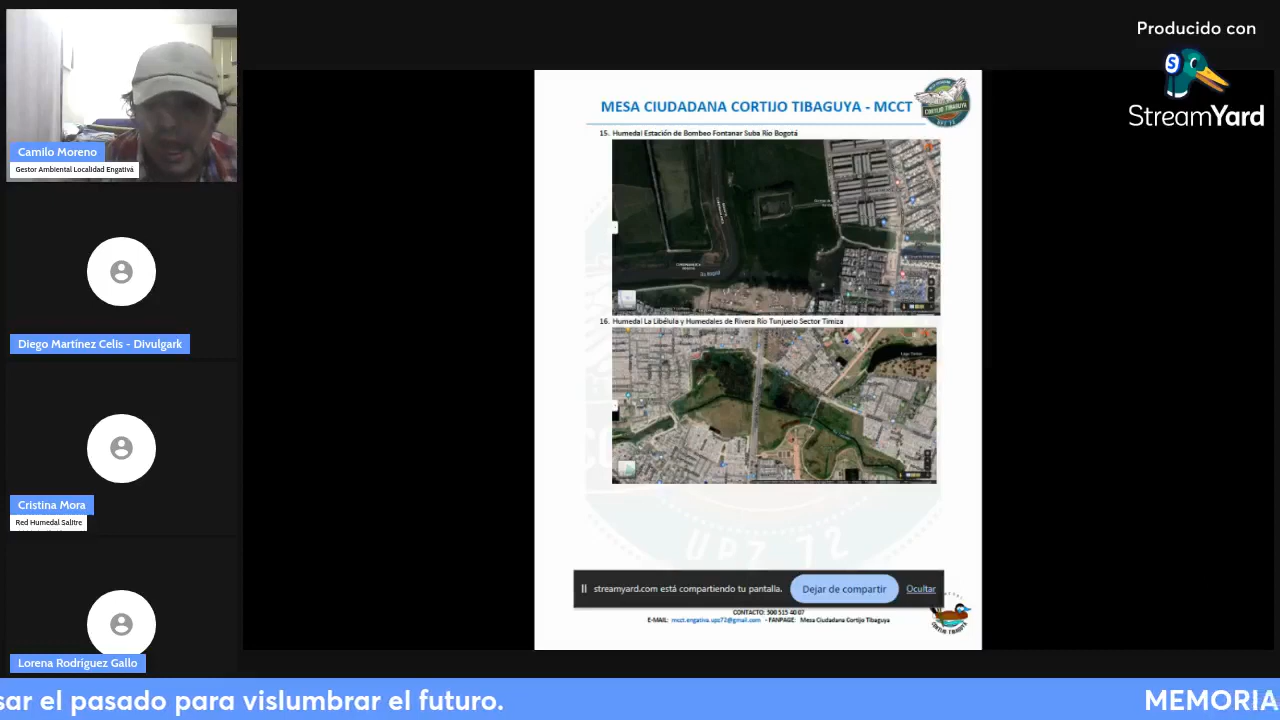 Producido con
StreamYard
Camilo Moreno
Gestor Ambiental Localidad Engativá
Diego Martínez Celis - Divulgark
Cristina Mora
Red Humedal Salitre
Lorena Rodríguez Gallo
MESA CIUDADANA CORTIJO TIBAGUYA - MCCT
15. Humedal Estación de Bombeo Fontanar Suba Río Bogotá
16. Humedal La Libélula y Humedales de Rivera Río Tunjuelo Sector Timiza
UPZ 72
streamyard.com está compartiendo tu pantalla.
Dejar de compartir
Ocultar
CONTACTO: 300 515 40 07
E-MAIL: mcct.engativa.upz72@gmail.com - FANPAGE: Mesa Ciudadana Cortijo Tibaguya
sar el pasado para vislumbrar el futuro.
MEMORIA